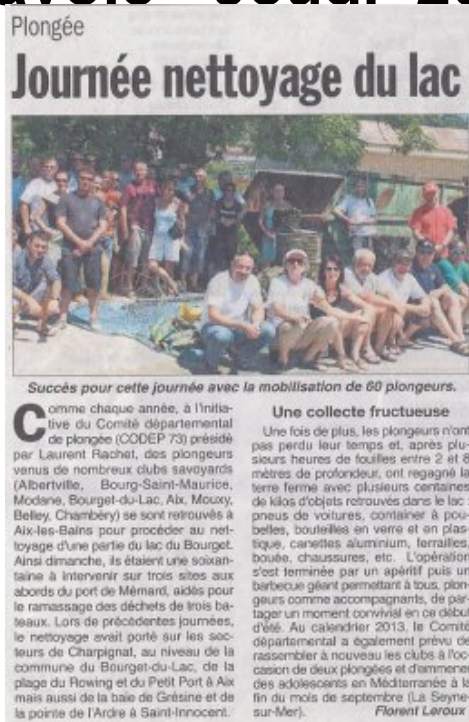 Plongée
Journée nettoyage du lac
Succès pour cette journée avec la mobilisation de 60 plongeurs.
Comme chaque année, à l'initia-
tive du Comité départemental
de plongée (CODEP 73) présidé
par Laurent Rachet, des plongeurs
venus de nombreux clubs savoyards
(Albertville, Bourg-Saint-Maurice,
Modane, Bourget-du-Lac, Aix, Mouxy,
Belley, Chambéry) se sont retrouvés à
Aix-les-Bains pour procéder au net-
toyage d'une partie du lac du Bourget.
Ainsi dimanche, ils étaient une soixan-
taine à intervenir sur trois sites aux
abords du port de Mémard, aidés pour
le ramassage des déchets de trois ba-
teaux. Lors de précédentes journées,
le nettoyage avait porté sur les sec-
teurs de Charpignat, au niveau de la
commune du Bourget-du-Lac, de la
plage du Rowing et du Petit Port à Aix
mais aussi de la baie de Grésine et de
la pointe de l'Ardre à Saint-Innocent.
Une collecte fructueuse
Une fois de plus, les plongeurs n'ont
pas perdu leur temps et, après plu-
sieurs heures de fouilles entre 2 et 8
mètres de profondeur, ont regagné la
terre ferme avec plusieurs centaines
de kilos d'objets retrouvés dans le lac :
pneus de voitures, container à pou-
belles, bouteilles en verre et en plas-
tique, canettes aluminium, ferrailles,
bouée, chaussures, etc. L'opération
s'est terminée par un apéritif puis un
barbecue géant permettant à tous, plon-
geurs comme accompagnants, de par-
tager un moment convivial en ce début
d'été. Au calendrier 2013, le Comité
départemental a également prévu de
rassembler à nouveau les clubs à l'oc-
casion de deux plongées et d'emmener
des adolescents en Méditerranée à la
fin du mois de septembre (La Seyne-
sur-Mer). Florent Leroux